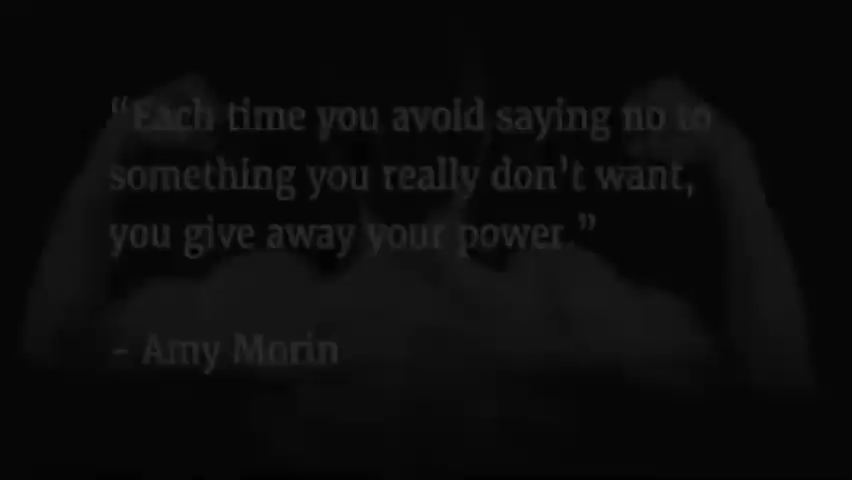 “Each time you avoid saying no to
something you really don't want,
you give away your power.”
- Amy Morin